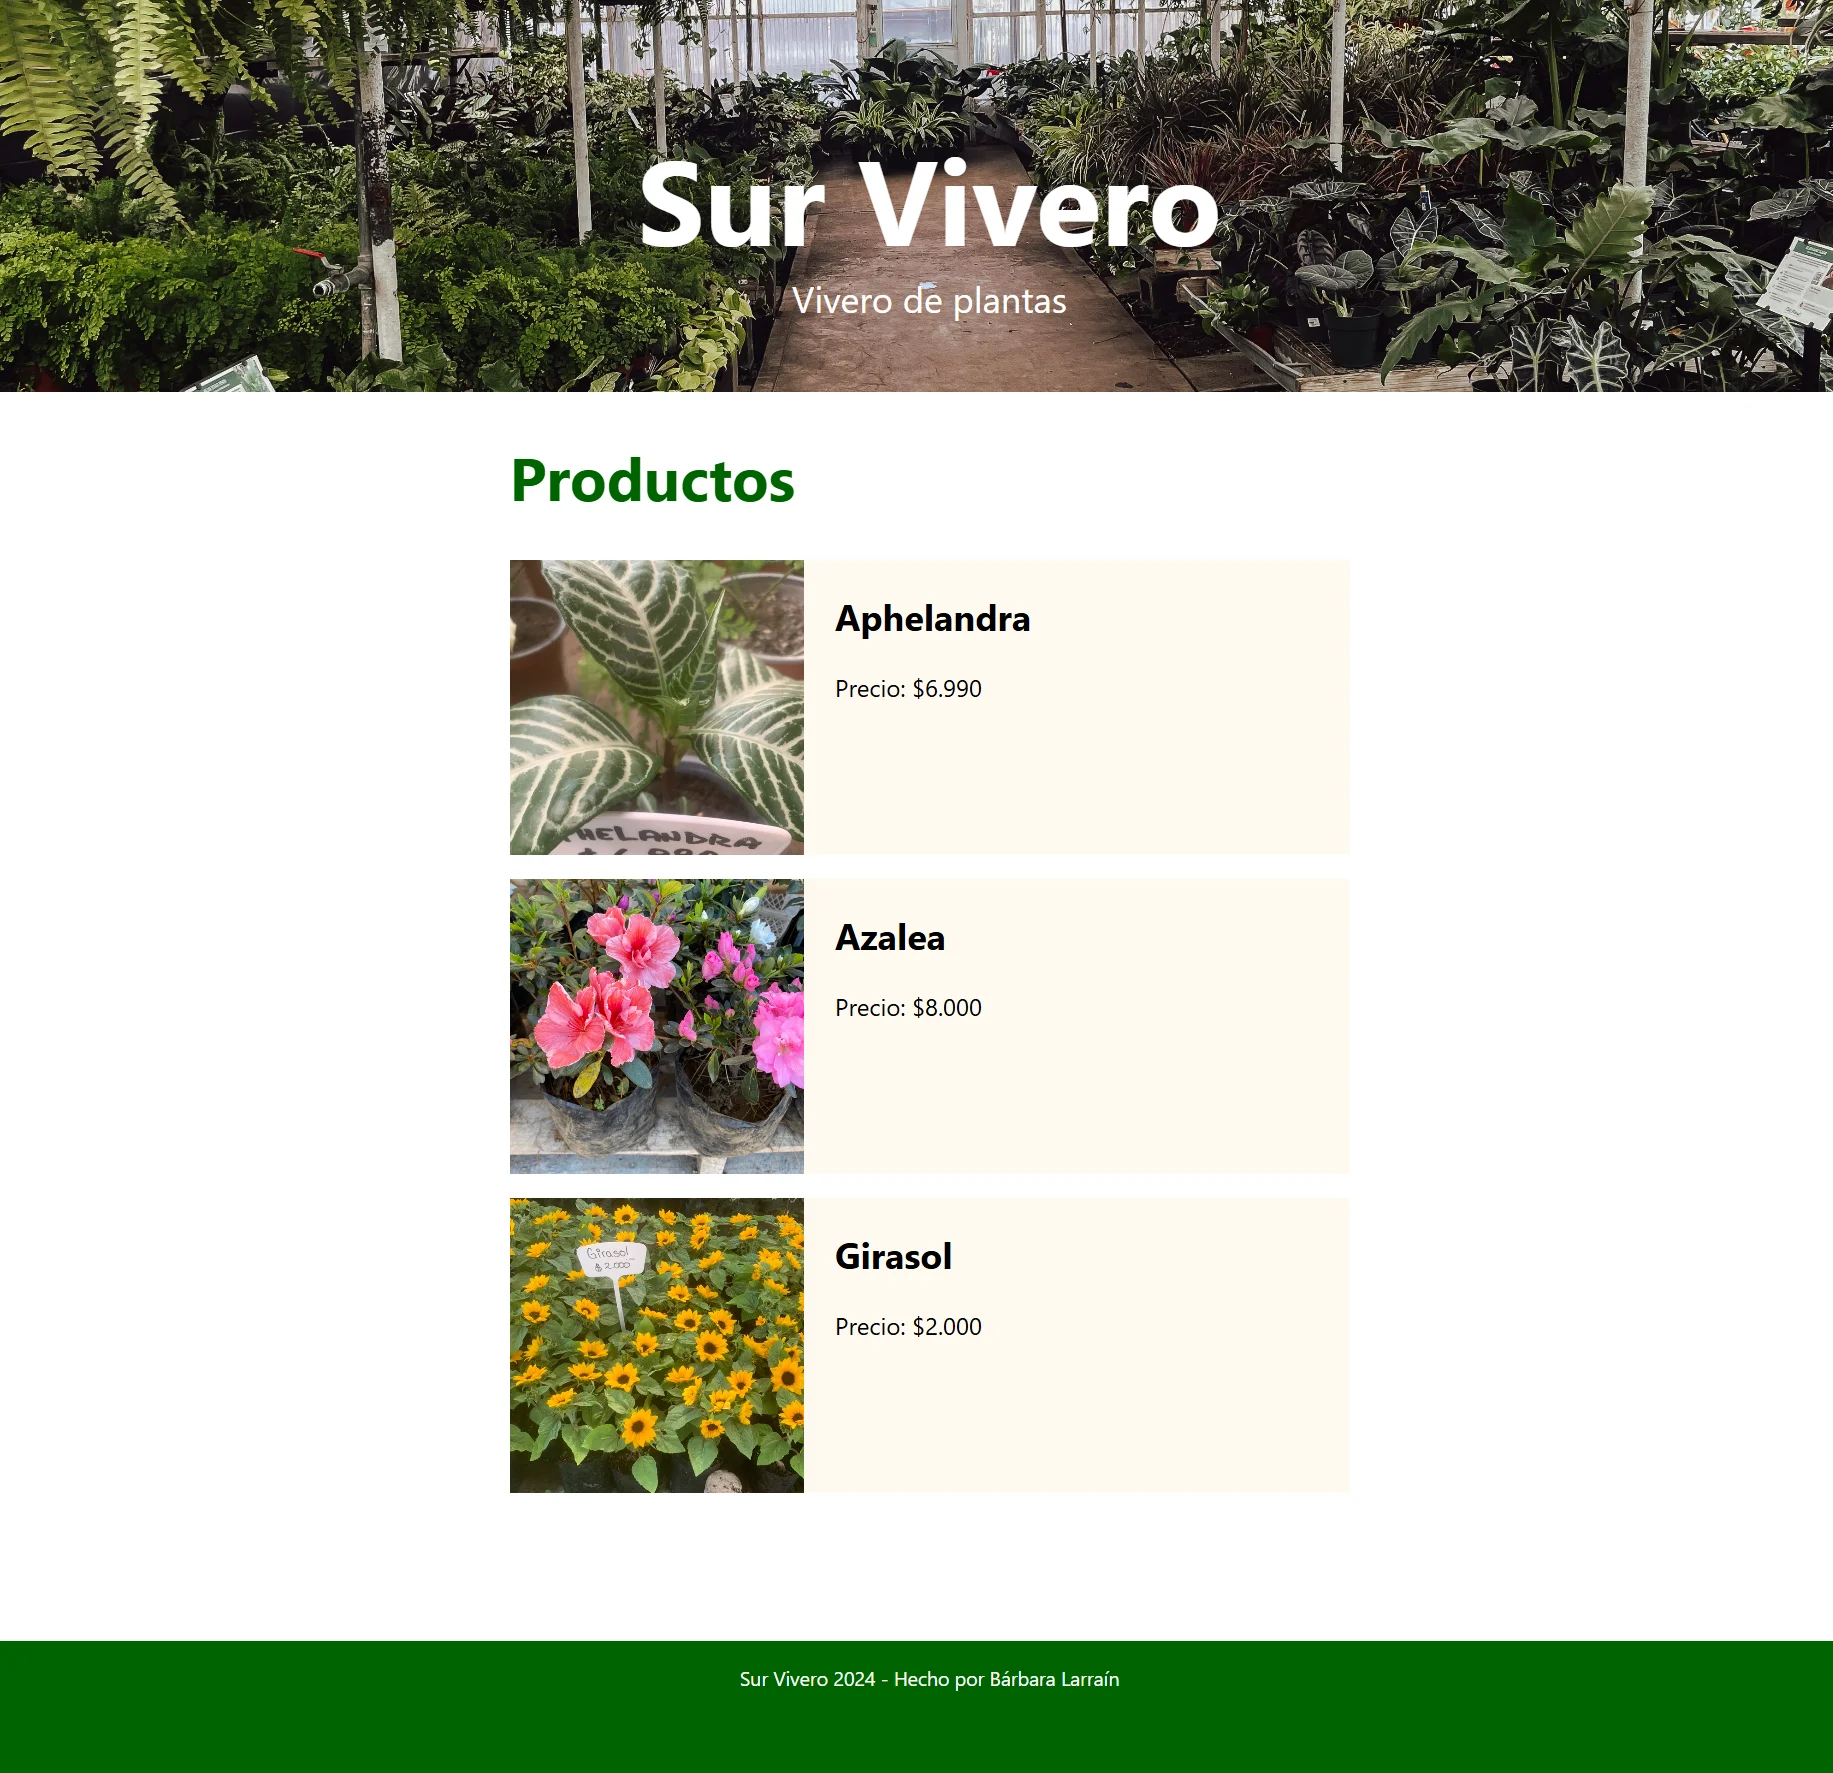 Sur Vivero
Vivero de plantas
Productos
Aphelandra
Precio: $6.990
HELANDRA
Azalea
Precio: $8.000
Girasol
$2.000
Girasol
Precio: $2.000
Sur Vivero 2024 - Hecho por Bárbara Larraín